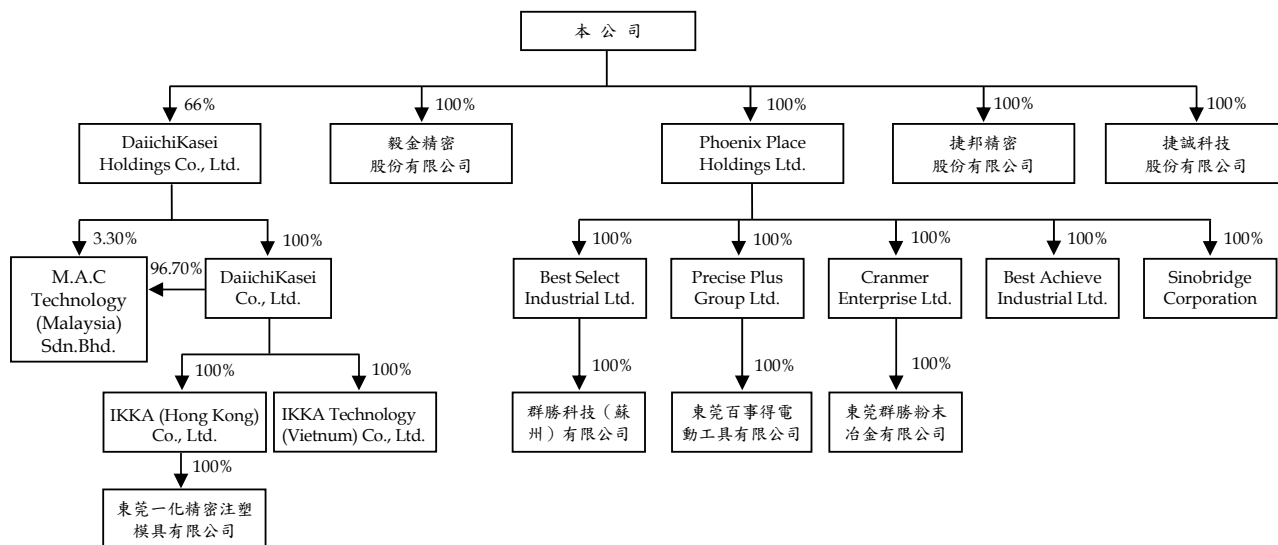 本公司
66%
100%
100%
100%
100%
DaiichiKasei
Holdings Co., Ltd.
毅金精密
股份有限公司
Phoenix Place
Holdings Ltd.
捷邦精密
股份有限公司
捷誠科技
股份有限公司
3.30%
100%
100%
100%
100%
100%
100%
M.A.C
Technology
(Malaysia)
Sdn.Bhd.
96.70%
DaiichiKasei
Co., Ltd.
Best Select
Industrial Ltd.
Precise Plus
Group Ltd.
Cranmer
Enterprise Ltd.
Best Achieve
Industrial Ltd.
Sinobridge
Corporation
100%
100%
100%
100%
100%
IKKA (Hong Kong)
Co., Ltd.
IKKA Technology
(Vietnum) Co., Ltd.
群勝科技（蘇
州）有限公司
東莞百事得電
動工具有限公司
東莞群勝粉末
冶金有限公司
100%
東莞一化精密注塑
模具有限公司